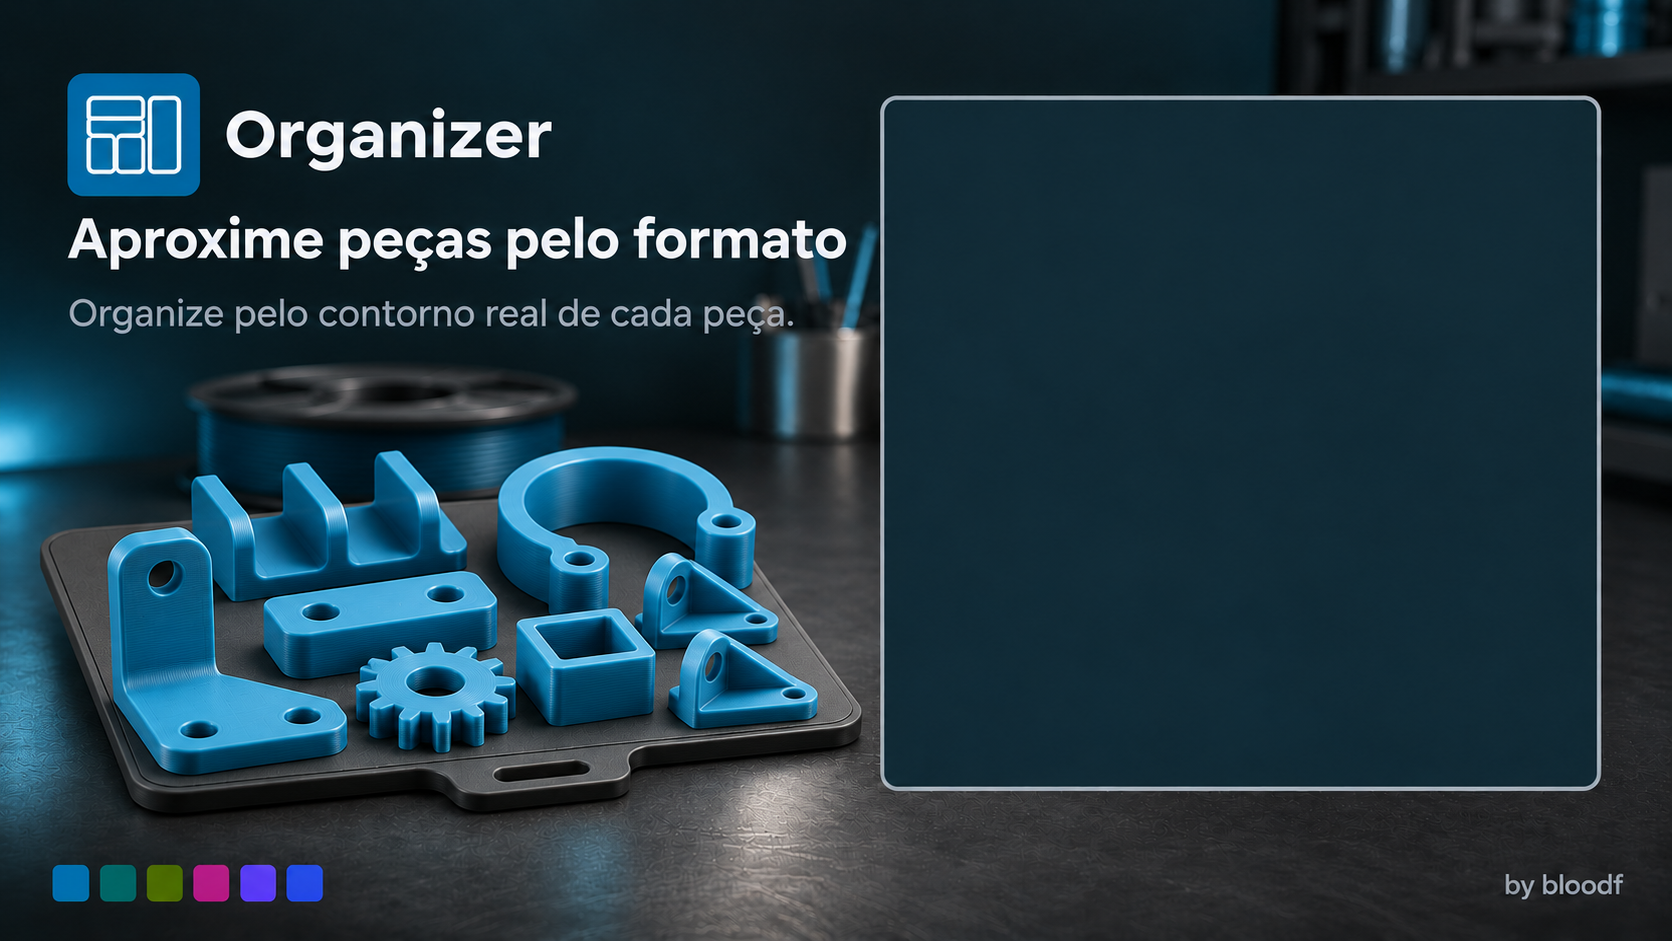 Organizer
Aproxime peças pelo formato
Organize pelo contorno real de cada peça.
by bloodf